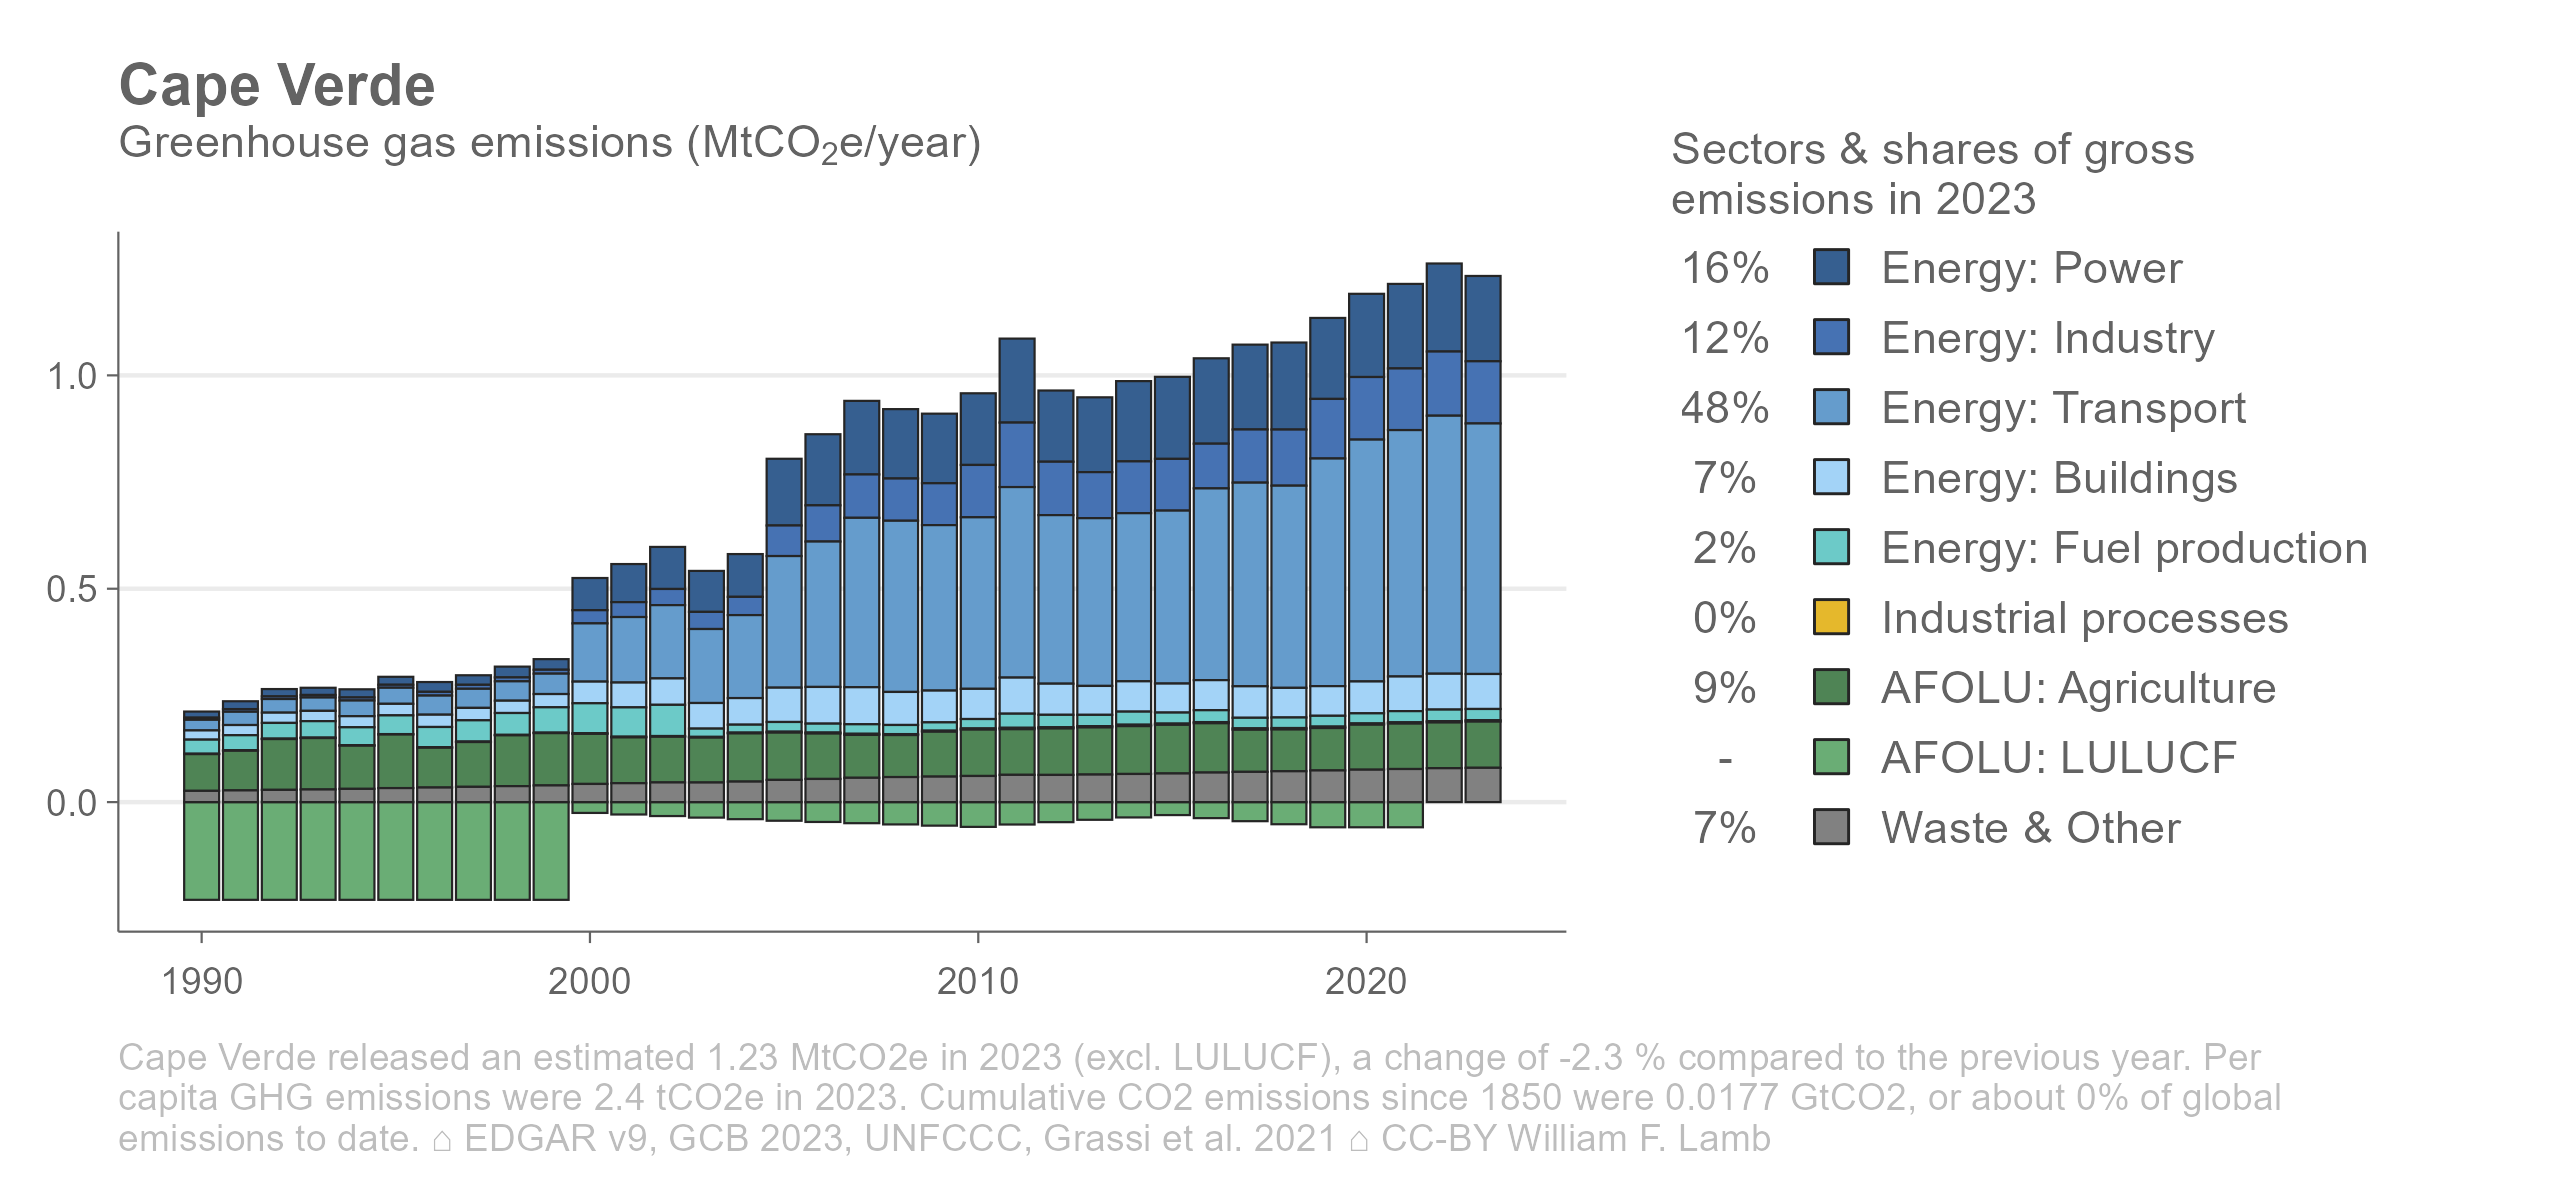 Cape Verde
Greenhouse gas emissions (MtCO₂e/year)
Sectors & shares of gross
emissions in 2023
16% Energy: Power
12% Energy: Industry
48% Energy: Transport
7% Energy: Buildings
2% Energy: Fuel production
0% Industrial processes
9% AFOLU: Agriculture
- AFOLU: LULUCF
7% Waste & Other
1.0
0.5
0.0
1990 2000 2010 2020
Cape Verde released an estimated 1.23 MtCO2e in 2023 (excl. LULUCF), a change of -2.3 % compared to the previous year. Per
capita GHG emissions were 2.4 tCO2e in 2023. Cumulative CO2 emissions since 1850 were 0.0177 GtCO2, or about 0% of global
emissions to date. ⌂ EDGAR v9, GCB 2023, UNFCCC, Grassi et al. 2021 ⌂ CC-BY William F. Lamb